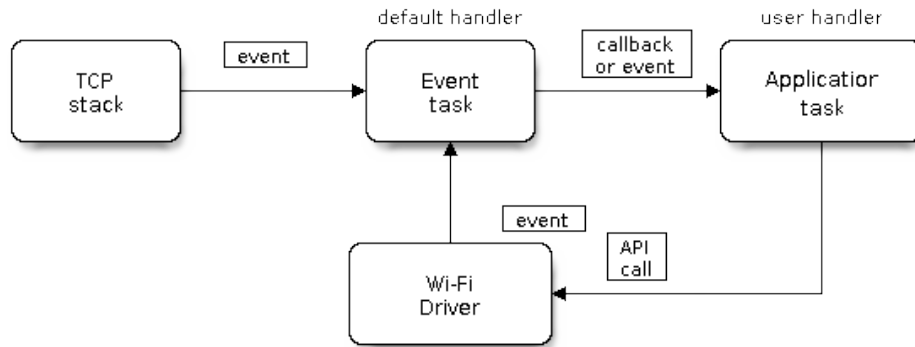 default handler
user handler
event
callback
or event
TCP
stack
Event
task
Application
task
event
API
call
Wi-Fi
Driver